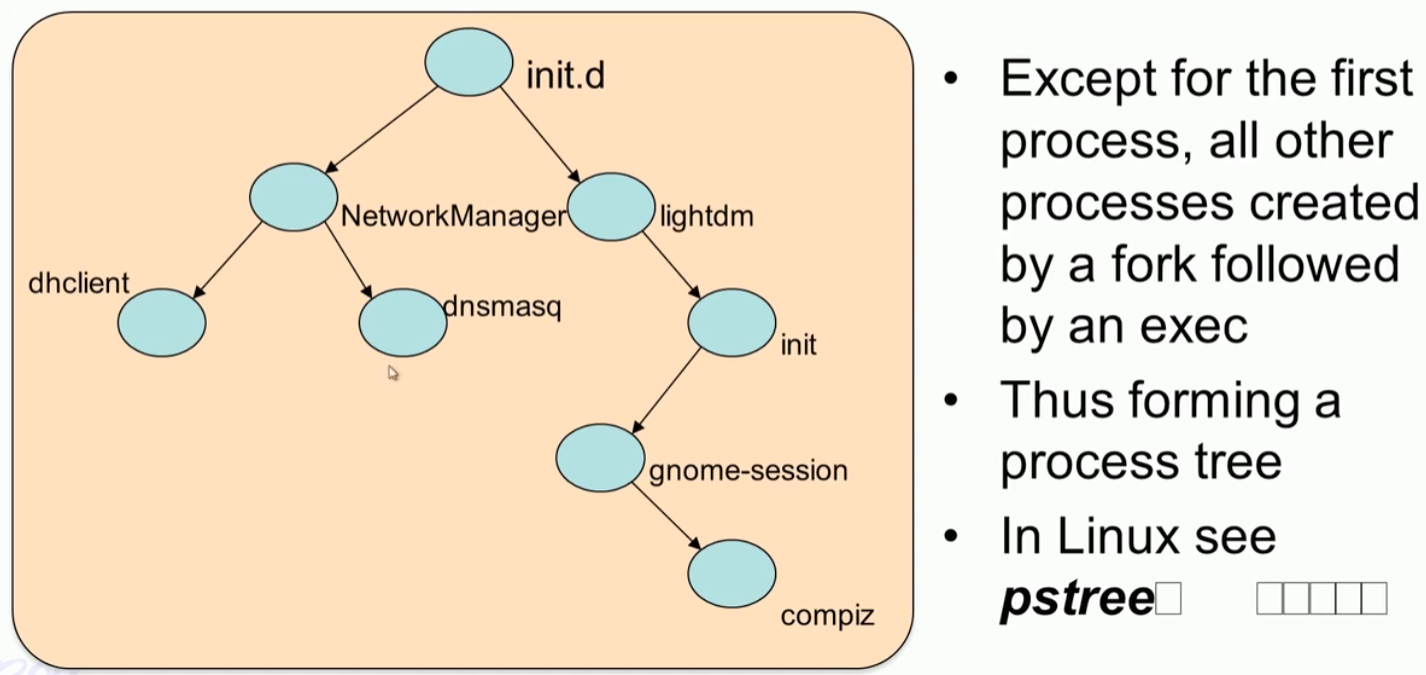 init.d
NetworkManager
lightdm
dhclient
dnsmasq
init
gnome-session
compiz
• Except for the first
process, all other
processes created
by a fork followed
by an exec
• Thus forming a
process tree
• In Linux see
pstree□ □□□□□